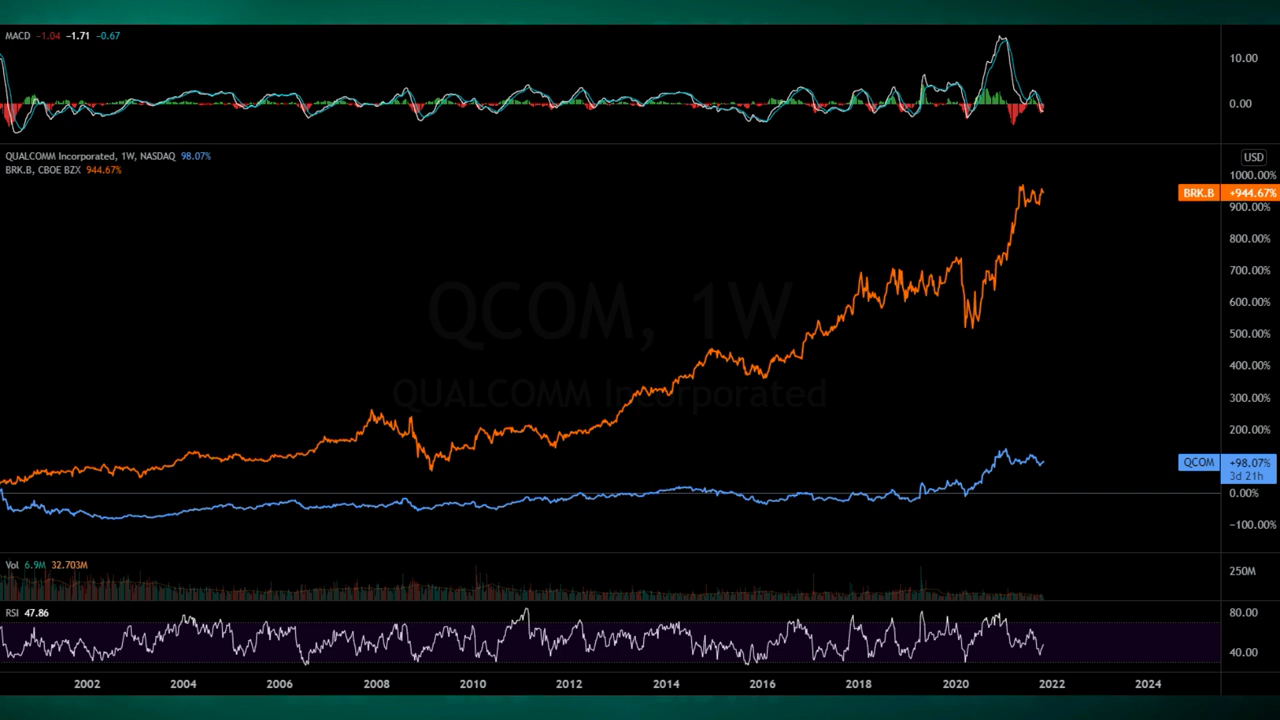 MACD -1.04 -1.71 -0.67
10.00
0.00
QUALCOMM Incorporated, 1W, NASDAQ 98.07%
BRK.B, CBOE BZX 944.67%
USD
1000.00%
BRK.B +944.67%
900.00%
800.00%
700.00%
600.00%
QCOM, 1W
500.00%
400.00%
QUALCOMM Incorporated
300.00%
200.00%
QCOM +98.07%
3d 21h
0.00%
-100.00%
Vol 6.9M 32.703M
250M
RSI 47.86
80.00
40.00
2002 2004 2006 2008 2010 2012 2014 2016 2018 2020 2022 2024